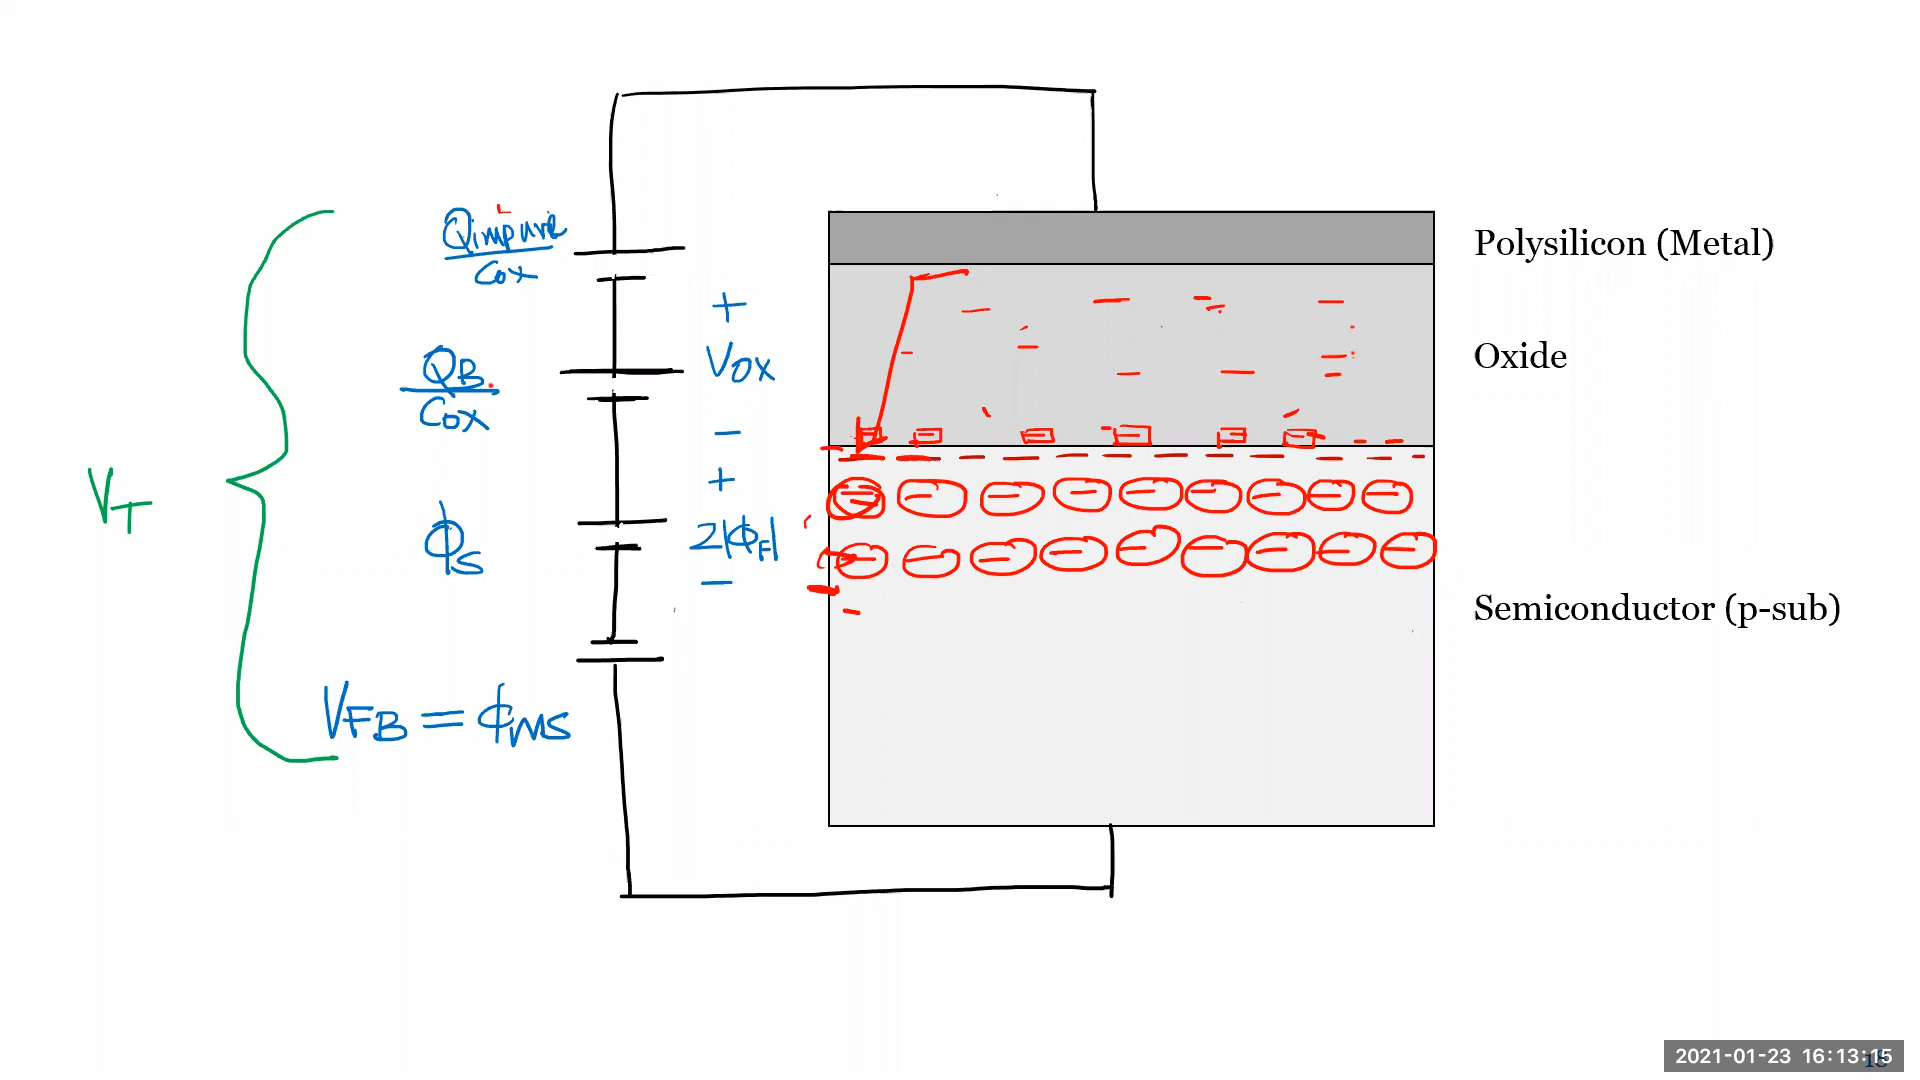 Qimpure
Cox
+
QB
Cox
Vox
−
+
VT
ϕS
2|ϕF|
−
VFB = ϕms
Polysilicon (Metal)
Oxide
Semiconductor (p-sub)
2021-01-23 16:13:15
18